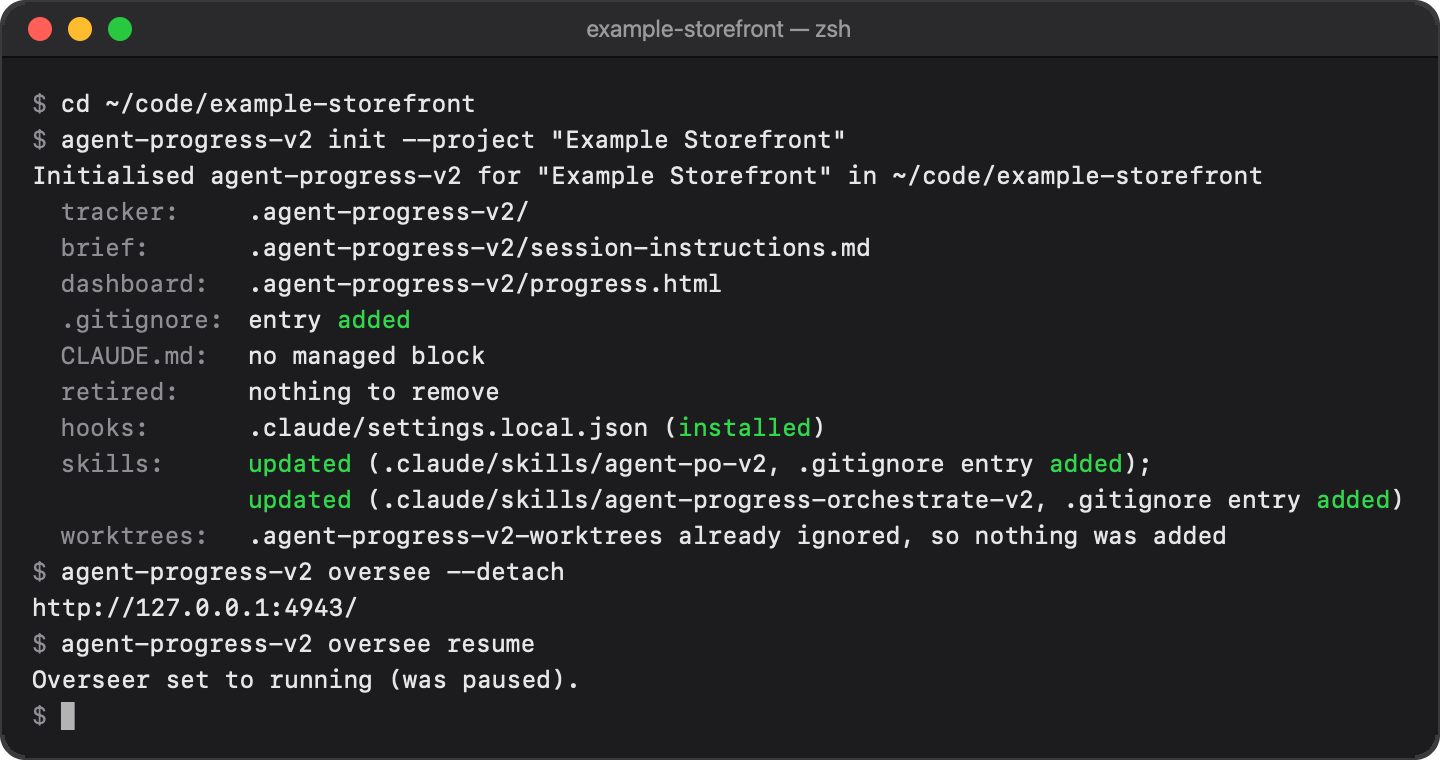 example-storefront — zsh
$ cd ~/code/example-storefront
$ agent-progress-v2 init --project "Example Storefront"
Initialised agent-progress-v2 for "Example Storefront" in ~/code/example-storefront
tracker: .agent-progress-v2/
brief: .agent-progress-v2/session-instructions.md
dashboard: .agent-progress-v2/progress.html
.gitignore: entry added
CLAUDE.md: no managed block
retired: nothing to remove
hooks: .claude/settings.local.json (installed)
skills: updated (.claude/skills/agent-po-v2, .gitignore entry added);
updated (.claude/skills/agent-progress-orchestrate-v2, .gitignore entry added)
worktrees: .agent-progress-v2-worktrees already ignored, so nothing was added
$ agent-progress-v2 oversee --detach
http://127.0.0.1:4943/
$ agent-progress-v2 oversee resume
Overseer set to running (was paused).
$